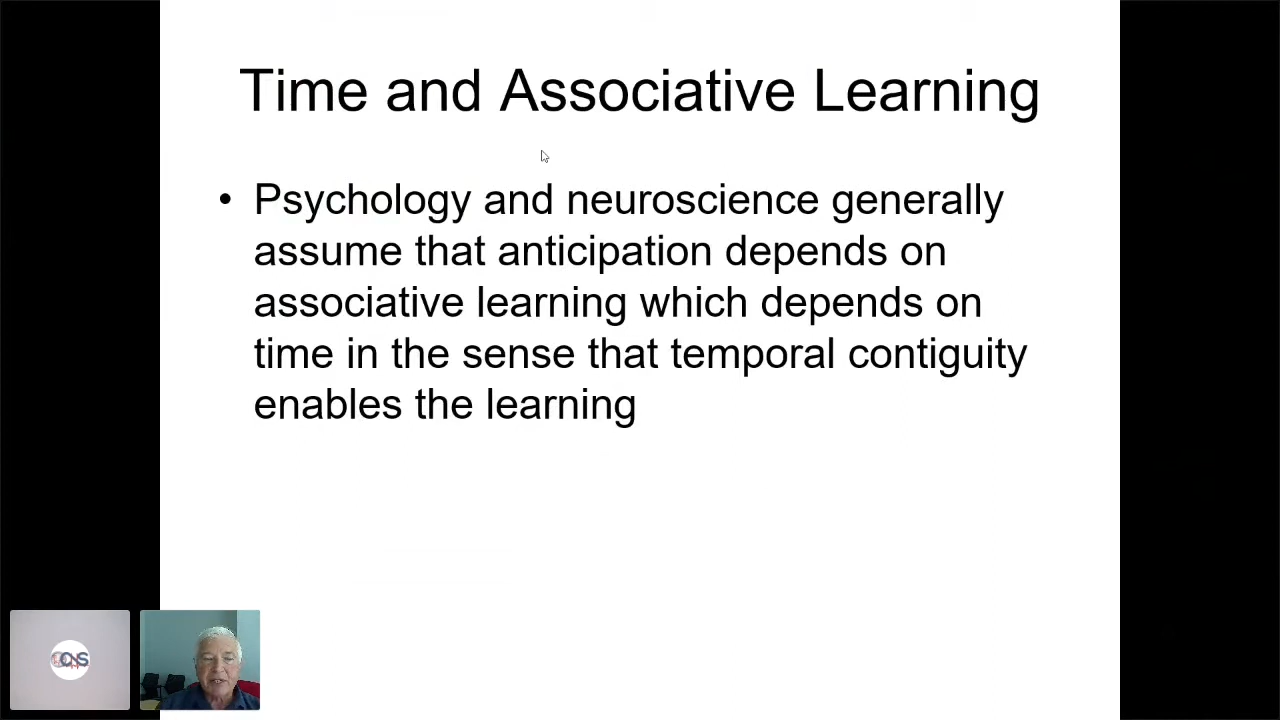 Time and Associative Learning
• Psychology and neuroscience generally
assume that anticipation depends on
associative learning which depends on
time in the sense that temporal contiguity
enables the learning